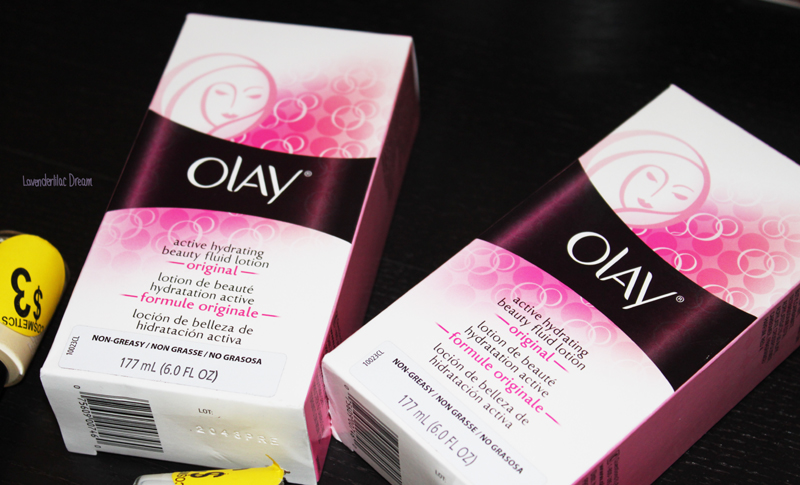 Lavenderlilac Dream
OLAY®
active hydrating
beauty fluid lotion
original
lotion de beauté
hydratation active
formule originale
loción de belleza de
hidratación activa
10023CL
NON-GREASY / NON GRASSE / NO GRASOSA
177 mL (6.0 FL OZ)
LOT:
OLAY®
active hydrating
beauty fluid lotion
original
lotion de beauté
hydratation active
formule originale
loción de belleza de
hidratación activa
10023CL
NON-GREASY / NON GRASSE / NO GRASOSA
177 mL (6.0 FL OZ)
LOT:
$3
COSMETICS